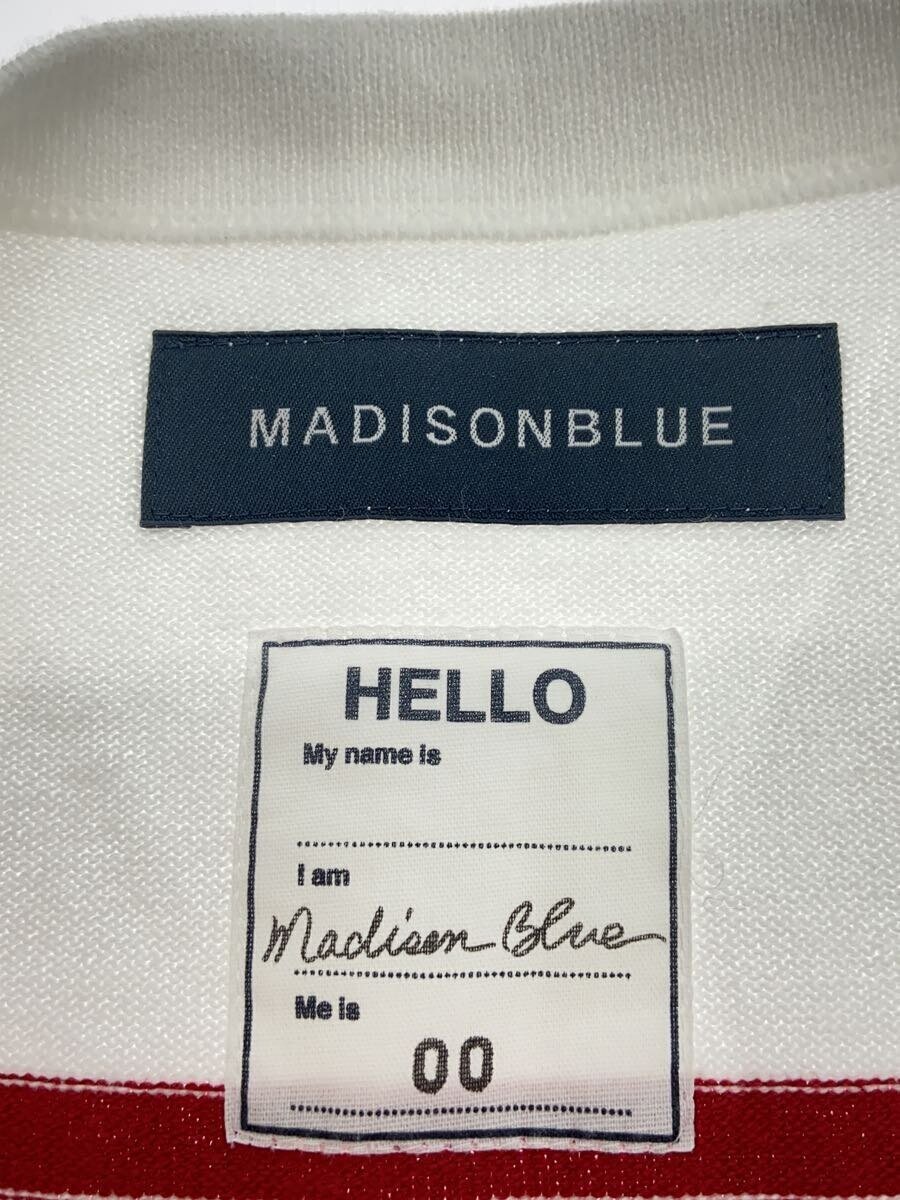 MADISONBLUE
HELLO
My name is
I am
Madison Blue
Me is
00